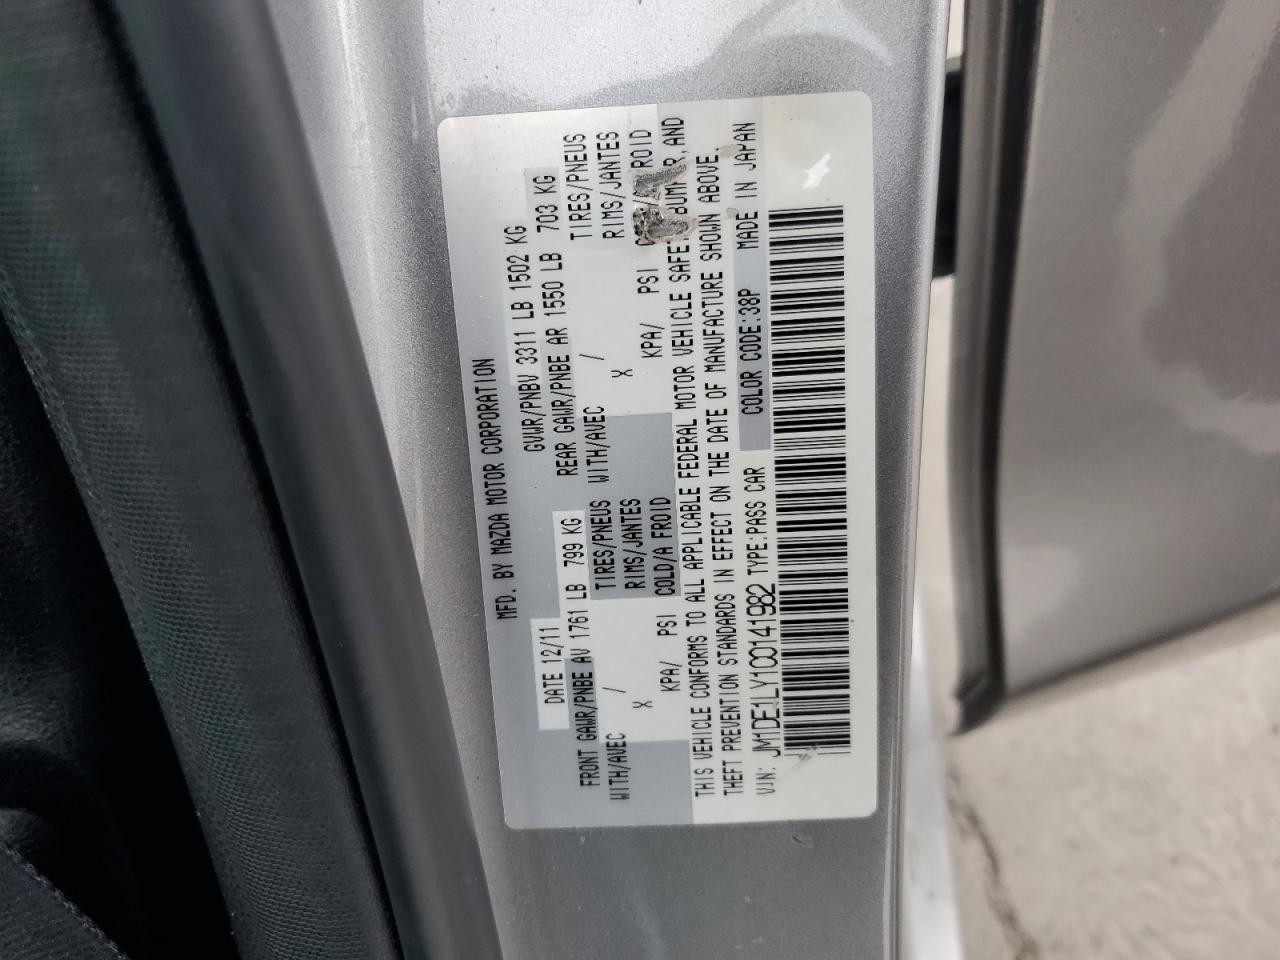 MFD. BY MAZDA MOTOR CORPORATION
DATE 12/11 GVWR/PNBV 3311 LB 1502 KG
FRONT GAWR/PNBE AV 1761 LB 799 KG REAR GAWR/PNBE AR 1550 LB 703 KG
WITH/AVEC TIRES/PNEUS WITH/AVEC TIRES/PNEUS
X / RIMS/JANTES X / RIMS/JANTES
KPA/ PSI COLD/A FROID KPA/ PSI FROID
THIS VEHICLE CONFORMS TO ALL APPLICABLE FEDERAL MOTOR VEHICLE SAFETY, BUMPER, AND
THEFT PREVENTION STANDARDS IN EFFECT ON THE DATE OF MANUFACTURE SHOWN ABOVE.
VIN: JM1DE1LY1C0141982 TYPE:PASS CAR COLOR CODE:38P MADE IN JAPAN